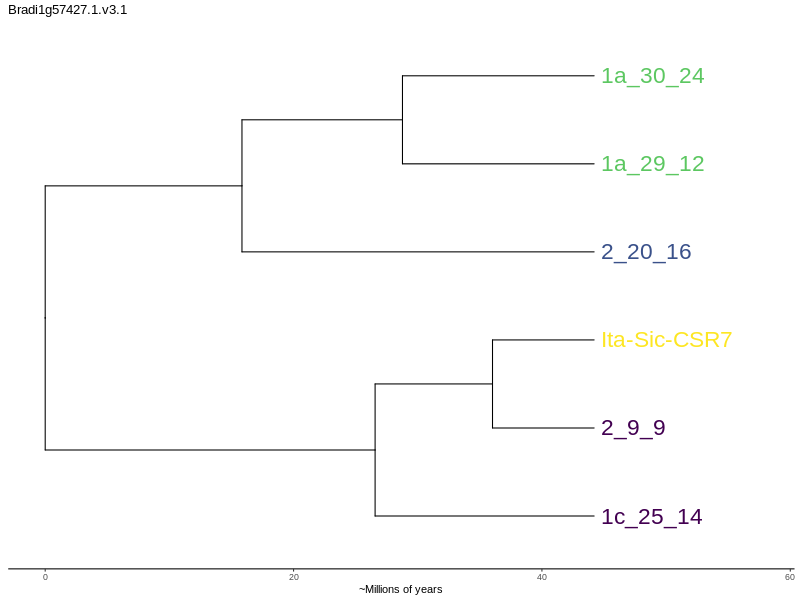 Bradi1g57427.1.v3.1
1a_30_24
1a_29_12
2_20_16
Ita-Sic-CSR7
2_9_9
1c_25_14
0 20 40 60
~Millions of years